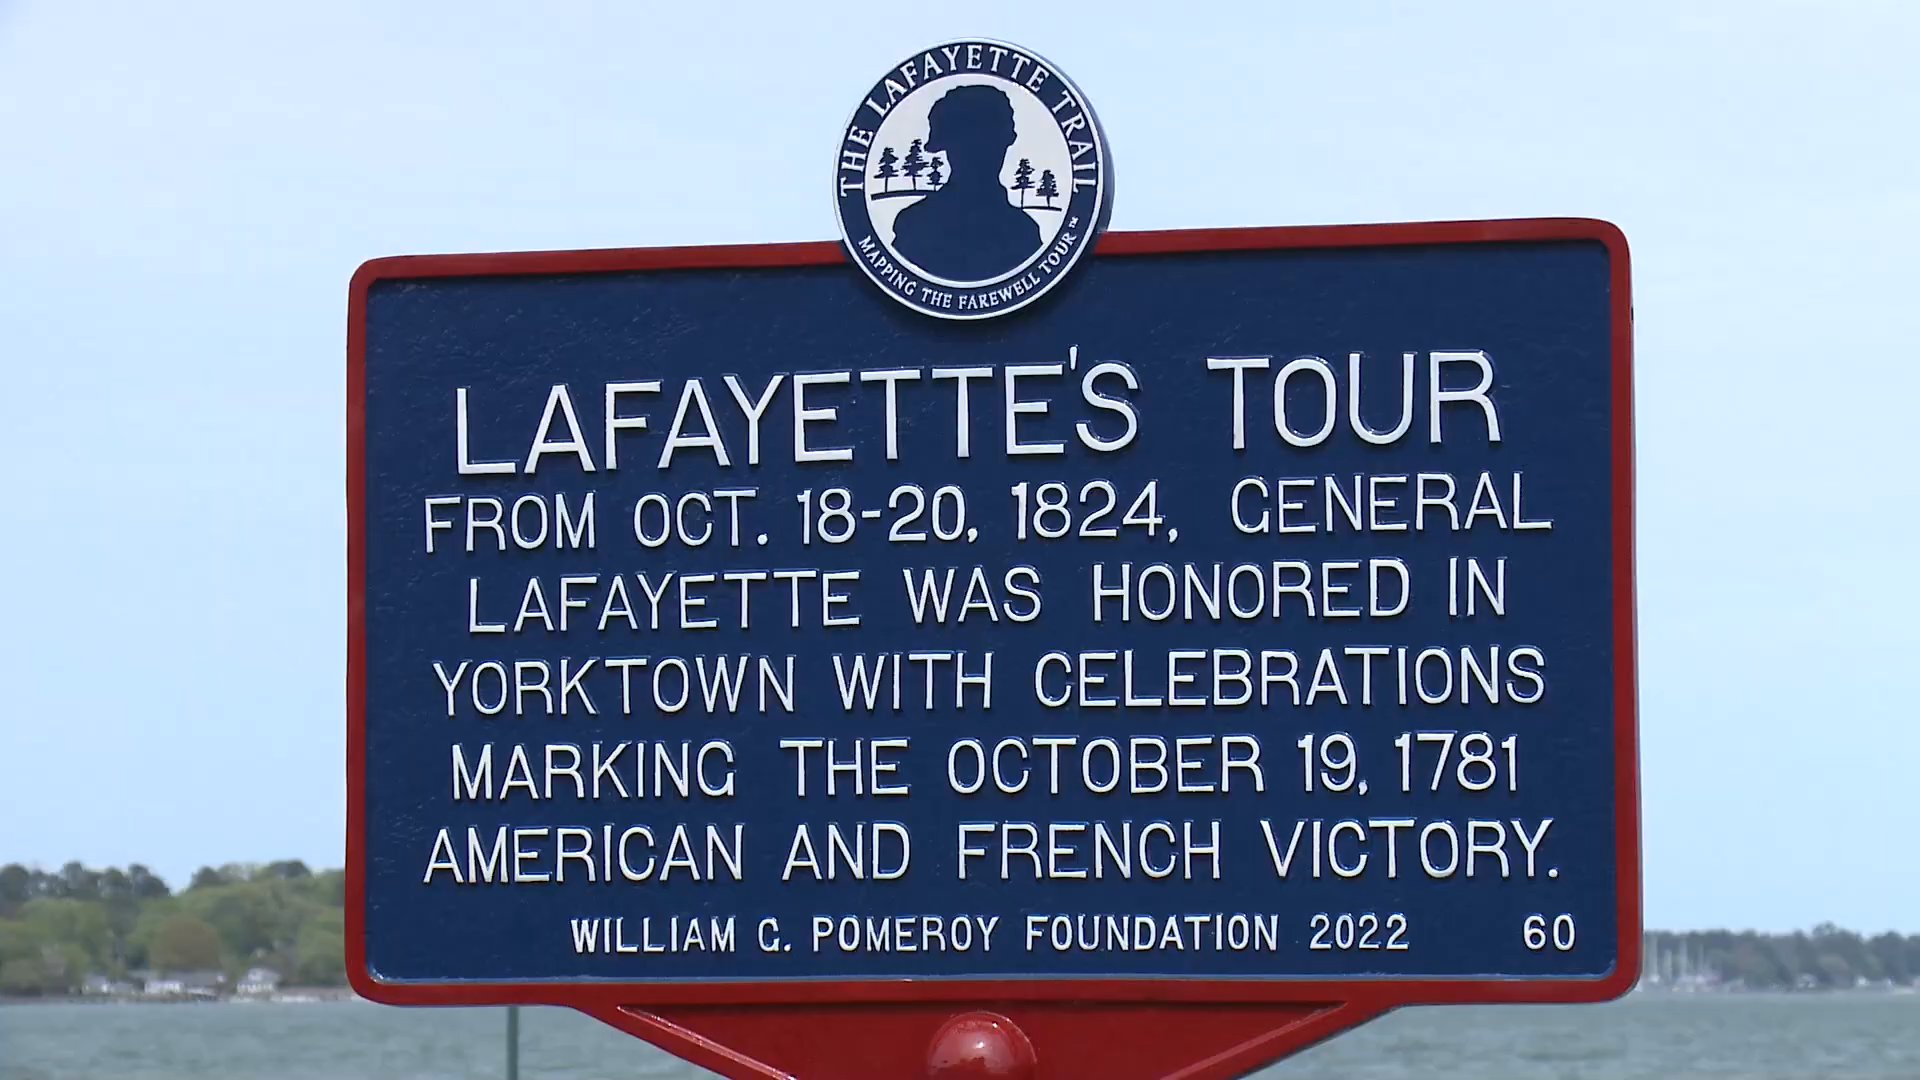 THE LAFAYETTE TRAIL
MAPPING THE FAREWELL TOUR ™
LAFAYETTE'S TOUR
FROM OCT. 18-20, 1824, GENERAL
LAFAYETTE WAS HONORED IN
YORKTOWN WITH CELEBRATIONS
MARKING THE OCTOBER 19, 1781
AMERICAN AND FRENCH VICTORY.
WILLIAM G. POMEROY FOUNDATION 2022 60